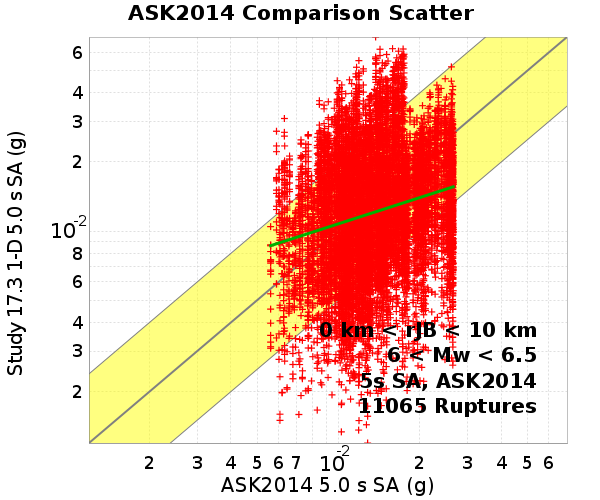 ASK2014 Comparison Scatter
Study 17.3 1-D 5.0 s SA (g)
6
4
3
2
10-2
8
6
4
3
2
0 km < rJB < 10 km
6 < Mw < 6.5
5s SA, ASK2014
11065 Ruptures
2 3 4 5 6 7 10-2 2 3 4 5 6
ASK2014 5.0 s SA (g)